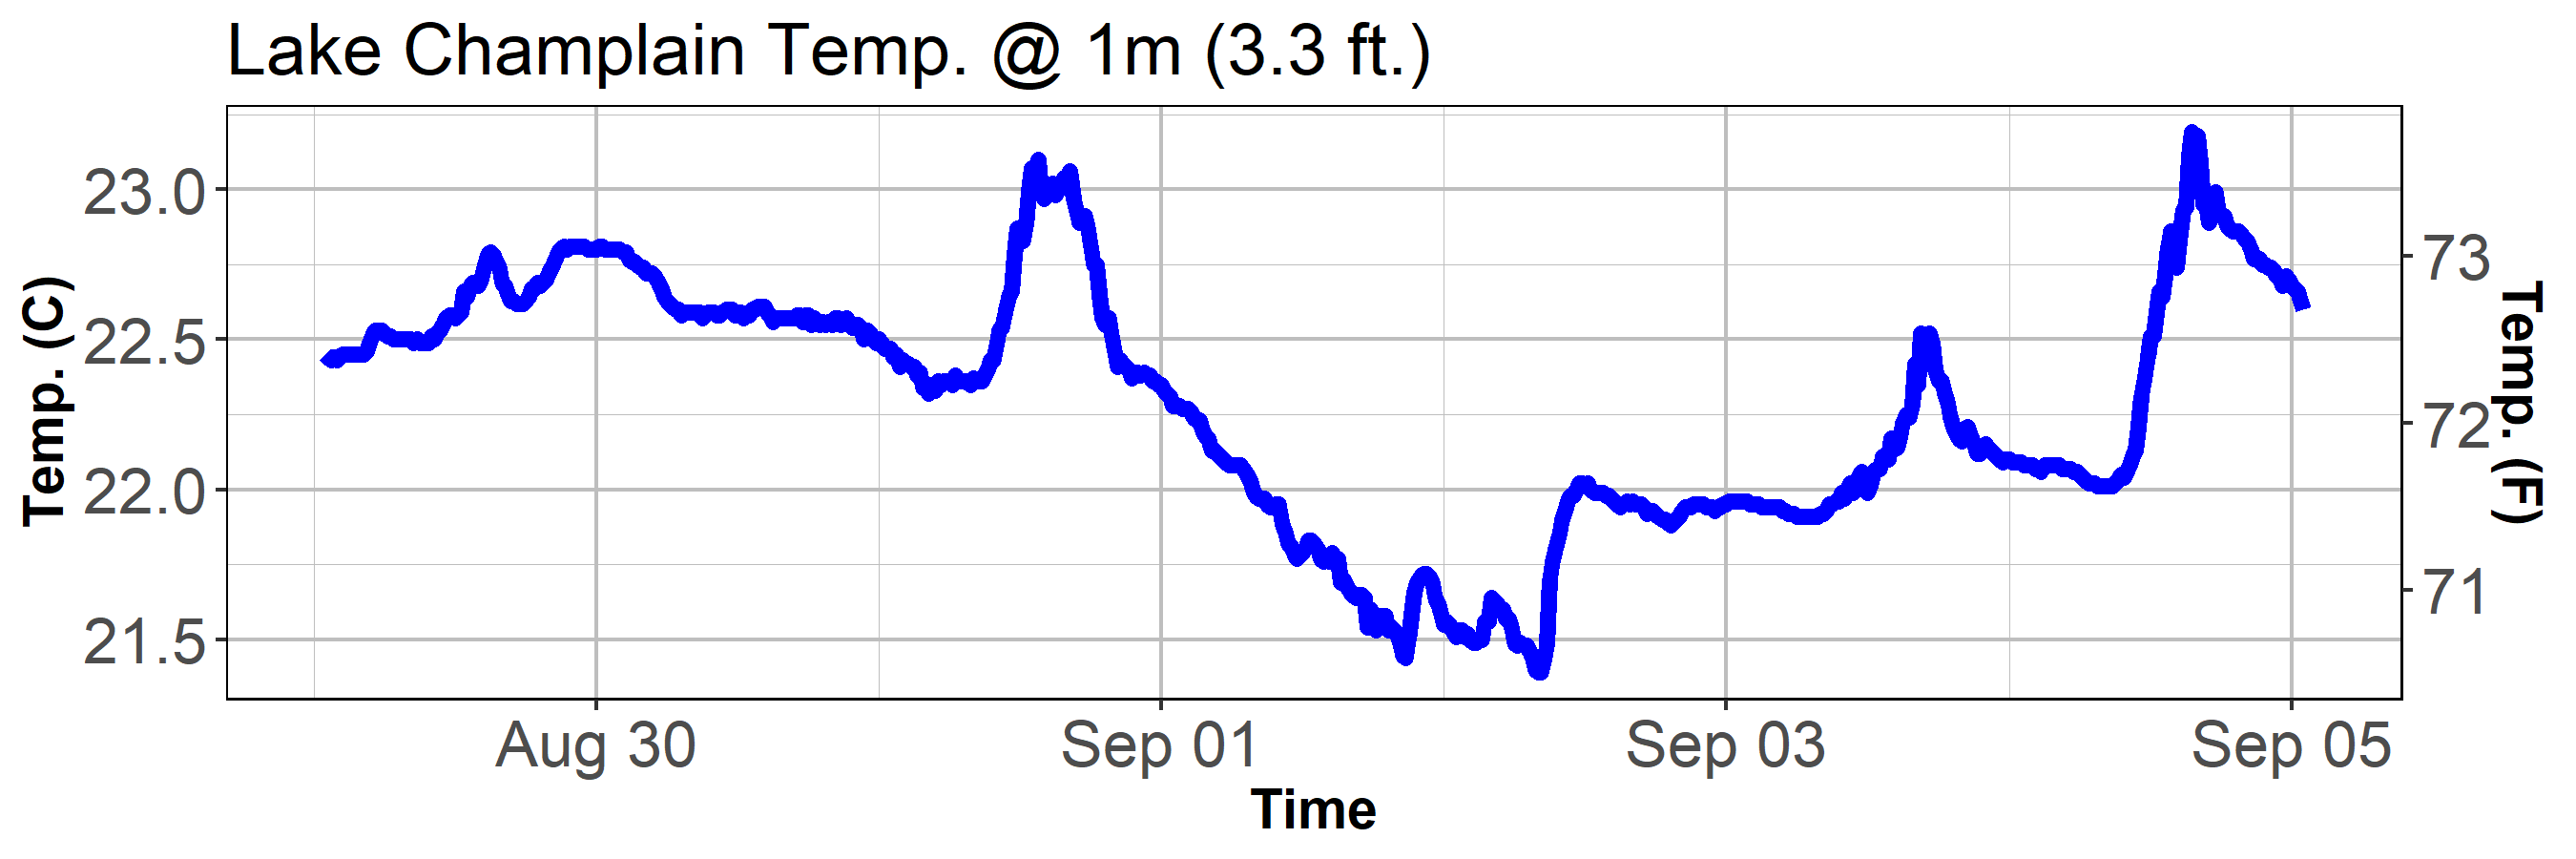 Lake Champlain Temp. @ 1m (3.3 ft.)
Temp. (C)
23.0
22.5
22.0
21.5
73
72
71
Temp. (F)
Aug 30
Sep 01
Sep 03
Sep 05
Time